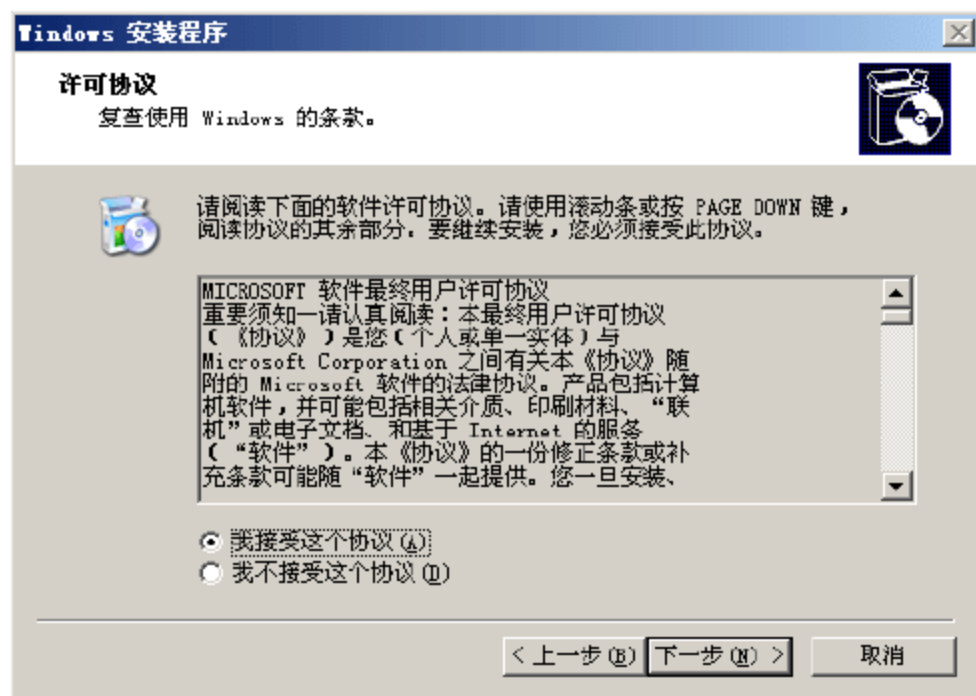 Windows 安装程序
许可协议
复查使用 Windows 的条款。
请阅读下面的软件许可协议。请使用滚动条或按 PAGE DOWN 键，
阅读协议的其余部分。要继续安装，您必须接受此协议。
MICROSOFT 软件最终用户许可协议
重要须知—请认真阅读：本最终用户许可协议
（《协议》）是您（个人或单一实体）与
Microsoft Corporation 之间有关本《协议》随
附的 Microsoft 软件的法律协议。产品包括计算
机软件，并可能包括相关介质、印刷材料、“联
机”或电子文档、和基于 Internet 的服务
（“软件”）。本《协议》的一份修正条款或补
充条款可能随“软件”一起提供。您一旦安装、
我接受这个协议(A)
我不接受这个协议(D)
< 上一步(B) 下一步(N) > 取消